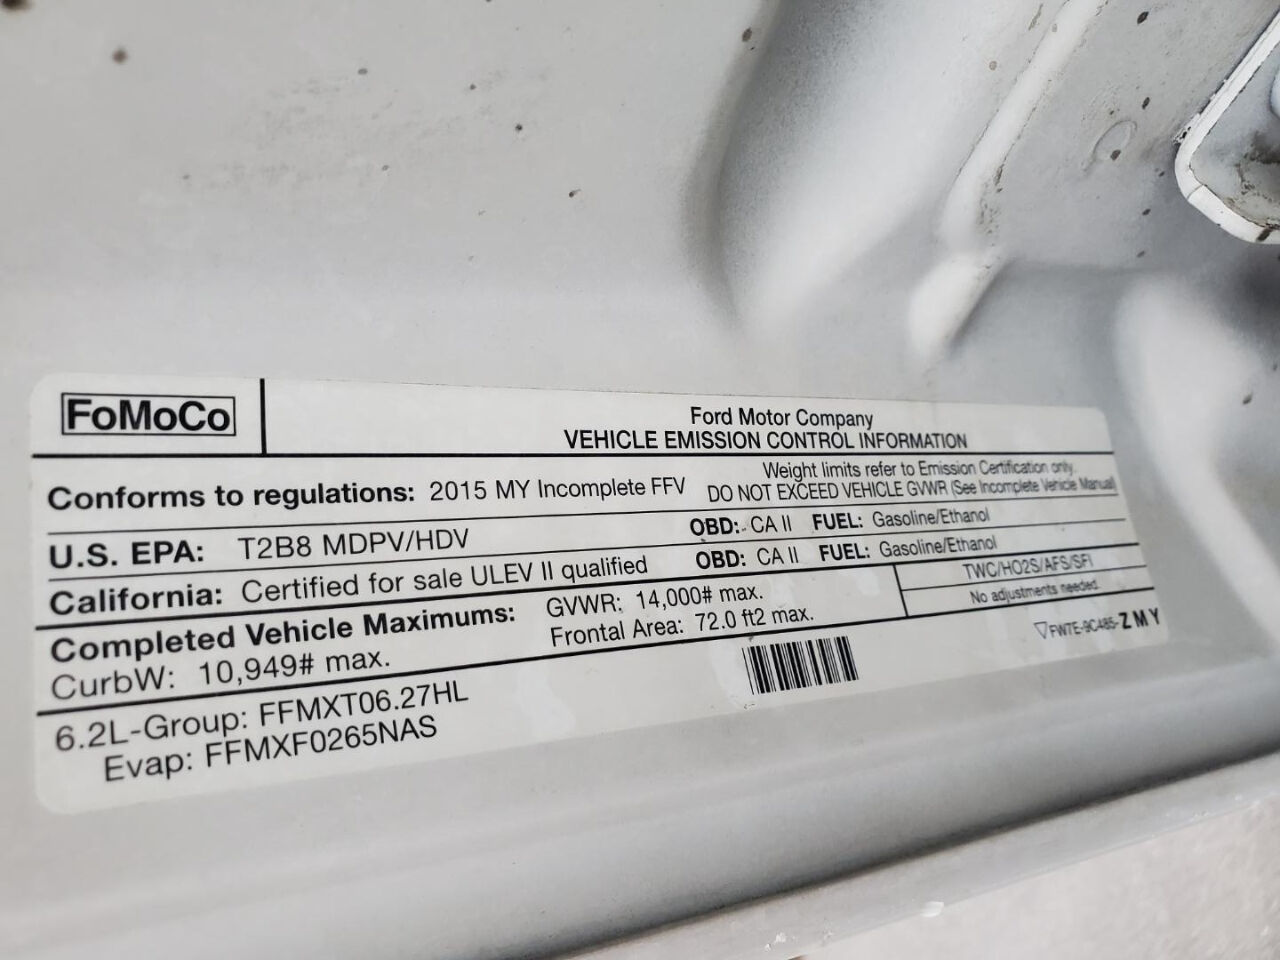 FoMoCo
Ford Motor Company
VEHICLE EMISSION CONTROL INFORMATION
Conforms to regulations: 2015 MY Incomplete FFV
Weight limits refer to Emission Certification only.
DO NOT EXCEED VEHICLE GVWR (See Incomplete Vehicle Manual)
U.S. EPA: T2B8 MDPV/HDV OBD: CA II FUEL: Gasoline/Ethanol
California: Certified for sale ULEV II qualified OBD: CA II FUEL: Gasoline/Ethanol
Completed Vehicle Maximums: GVWR: 14,000# max.
CurbW: 10,949# max. Frontal Area: 72.0 ft2 max.
TWC/HO2S/AFS/SFI
No adjustments needed.
6.2L-Group: FFMXT06.27HL
Evap: FFMXF0265NAS
FW7E-9C485-Z M Y